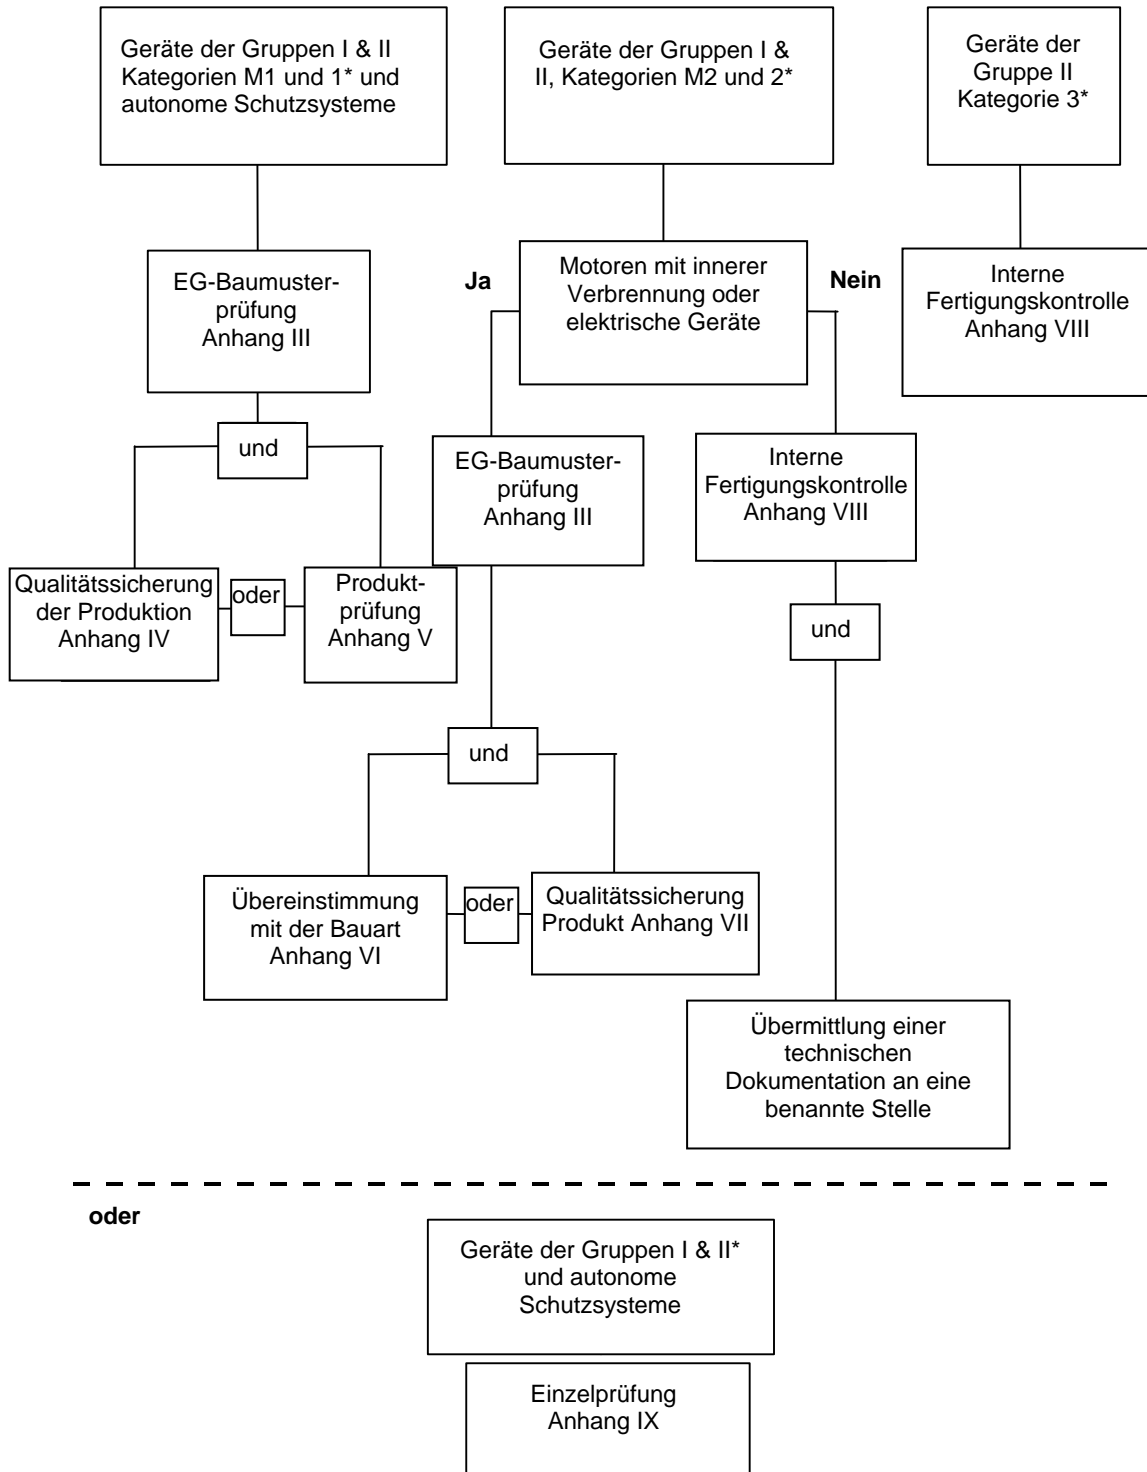 Geräte der Gruppen I & II
Kategorien M1 und 1* und
autonome Schutzsysteme
Geräte der Gruppen I &
II, Kategorien M2 und 2*
Geräte der
Gruppe II
Kategorie 3*
EG-Baumuster-
prüfung
Anhang III
Ja
Motoren mit innerer
Verbrennung oder
elektrische Geräte
Nein
Interne
Fertigungskontrolle
Anhang VIII
und
EG-Baumuster-
prüfung
Anhang III
Interne
Fertigungskontrolle
Anhang VIII
Qualitätssicherung
der Produktion
Anhang IV
oder
Produkt-
prüfung
Anhang V
und
und
Übereinstimmung
mit der Bauart
Anhang VI
oder
Qualitätssicherung
Produkt Anhang VII
Übermittlung einer
technischen
Dokumentation an eine
benannte Stelle
oder
Geräte der Gruppen I & II*
und autonome
Schutzsysteme
Einzelprüfung
Anhang IX